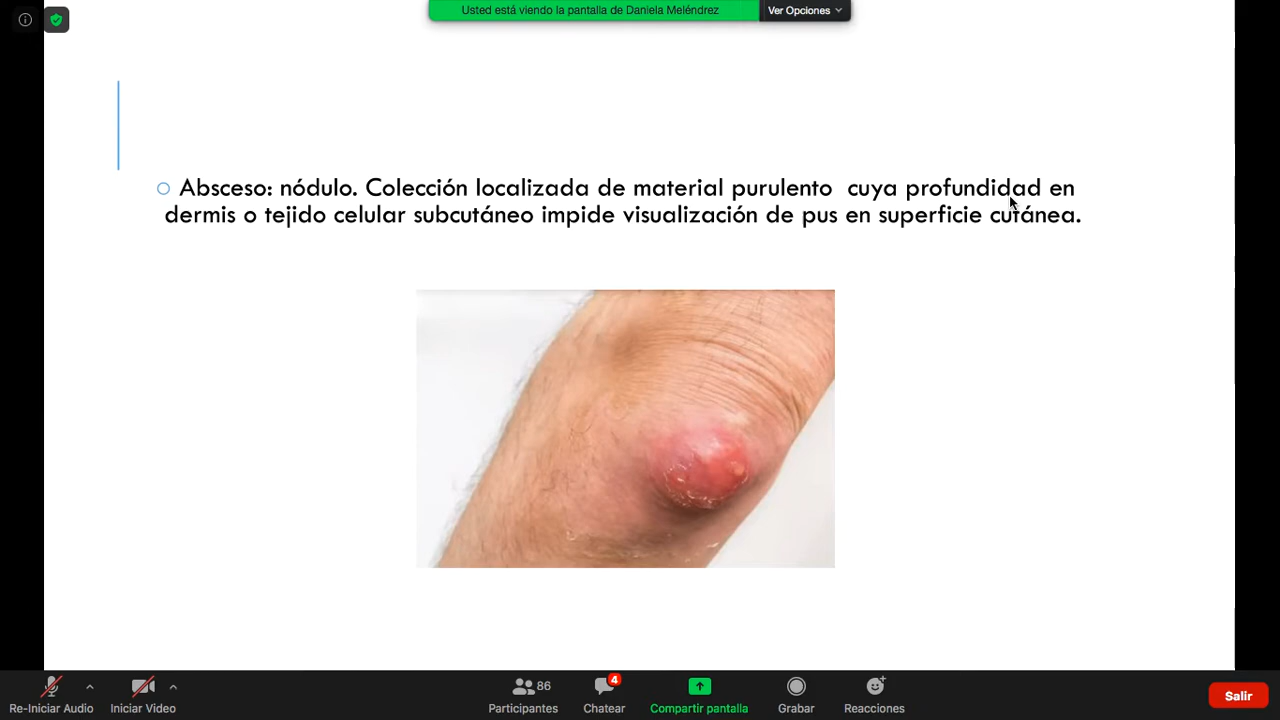 Usted está viendo la pantalla de Daniela Meléndrez
Ver Opciones
Absceso: nódulo. Colección localizada de material purulento cuya profundidad en
dermis o tejido celular subcutáneo impide visualización de pus en superficie cutánea.
86
4
Re-Iniciar Audio
Iniciar Video
Participantes
Chatear
Compartir pantalla
Grabar
Reacciones
Salir